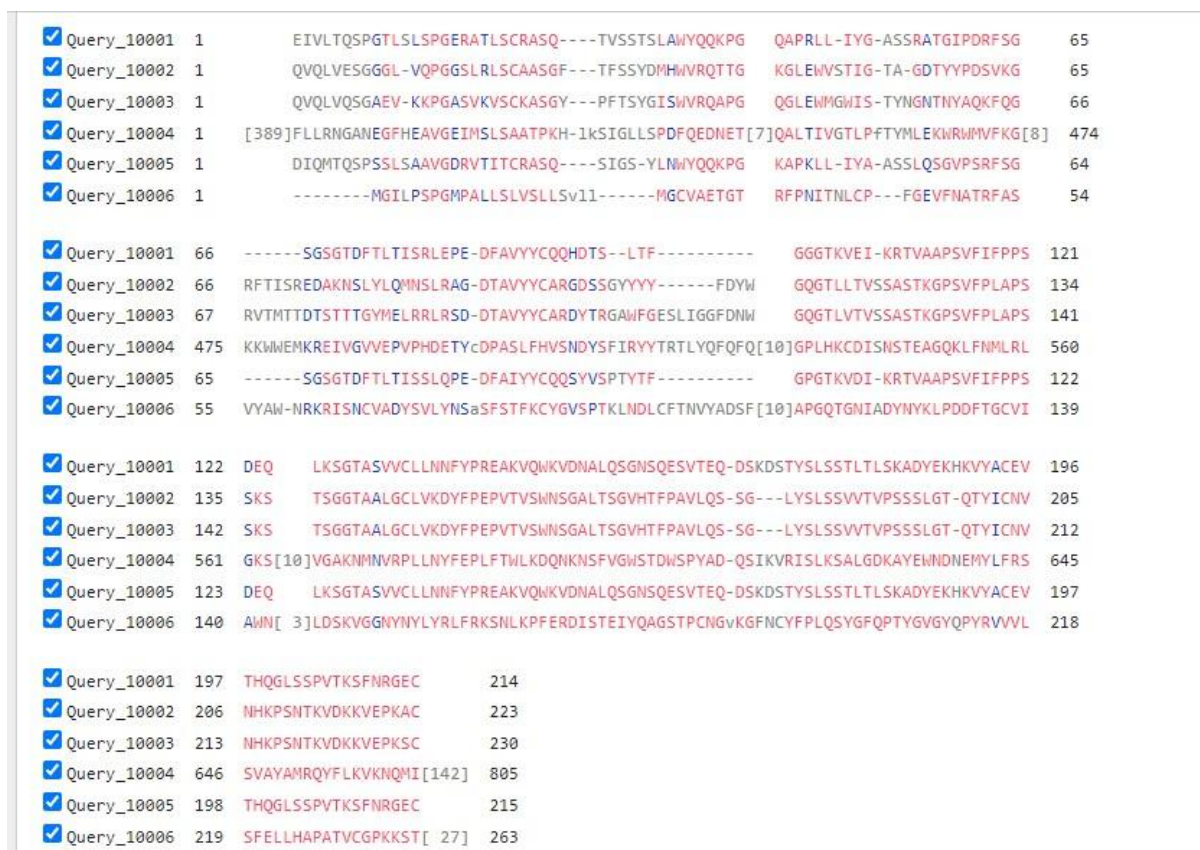 Query_10001 1 EIVLTQSPGTLSLSPGERATLSCRASQ----TVSSTSLAWYQQKPG QAPRLL-IYG-ASSRATGIPDRFSG 65
Query_10002 1 QVQLVESGGGL-VQPGGSLRLSCAASGF---TFSSYDMHWVRQTTG KGLEWVSTIG-TA-GDTYYPDSVKG 65
Query_10003 1 QVQLVQSGAEV-KKPGASVKVSCKASGY---PFTSYGISWVRQAPG QGLEWMGWIS-TYNGNTNYAQKFQG 66
Query_10004 1 [389]FLLRNGANEGFHEAVGEIMSLSAATPKH-lkSIGLLSPDFQEDNET[7]QALTIVGTLPfTYMLEKWRWMVFKG[8] 474
Query_10005 1 DIQMTQSPSSLSAAVGDRVTITCRASQ----SIGS-YLNWYQQKPG KAPKLL-IYA-ASSLQSGVPSRFSG 64
Query_10006 1 --------MGILPSPGMPALLSLVSLLSvll------MGCVAETGT RFPNITNLCP---FGEVFNATRFAS 54
Query_10001 66 ------SGSGTDFTLTISRLEPE-DFAVYYCQQHDTS--LTF---------- GGGTKVEI-KRTVAAPSVFIFPPS 121
Query_10002 66 RFTISREDAKNSLYLQMNSLRAG-DTAVYYCARGDSSGYYYY------FDYW GQGTLLTVSSASTKGPSVFPLAPS 134
Query_10003 67 RVTMTTDTSTTTGYMELRRLRSD-DTAVYYCARDYTRGAWFGESLIGGFDNW GQGTLVTVSSASTKGPSVFPLAPS 141
Query_10004 475 KKWWEMKREIVGVVEPVPHDETYcDPASLFHVSNDYSFIRYYTRTLYQFQFQ[10]GPLHKCDISNSTEAGQKLFNMLRL 560
Query_10005 65 ------SGSGTDFTLTISSLQPE-DFAIYYCQQSYVSPTYTF---------- GPGTKVDI-KRTVAAPSVFIFPPS 122
Query_10006 55 VYAW-NRKRISNCVADYSVLYNSaSFSTFKCYGVSPTKLNDLCFTNVYADSF[10]APGQTGNIADYNYKLPDDFTGCVI 139
Query_10001 122 DEQ LKSGTASVVCLLNNFYPREAKVQWKVDNALQSGNSQESVTEQ-DSKDSTYSLSSTLTLSKADYEKHKVYACEV 196
Query_10002 135 SKS TSGGTAALGCLVKDYFPEPVTVSWNSGALTSGVHTFPAVLQS-SG---LYSLSSVVTVPSSSLGT-QTYICNV 205
Query_10003 142 SKS TSGGTAALGCLVKDYFPEPVTVSWNSGALTSGVHTFPAVLQS-SG---LYSLSSVVTVPSSSLGT-QTYICNV 212
Query_10004 561 GKS[10]VGAKNMNVRPLLNYFEPLFTWLKDQNKNSFVGWSTDWSPYAD-QSIKVRISLKSALGDKAYEWNDNEMYLFRS 645
Query_10005 123 DEQ LKSGTASVVCLLNNFYPREAKVQWKVDNALQSGNSQESVTEQ-DSKDSTYSLSSTLTLSKADYEKHKVYACEV 197
Query_10006 140 AWN[ 3]LDSKVGGNYNYLYRLFRKSNLKPFERDISTEIYQAGSTPCNGvKGFNCYFPLQSYGFQPTYGVGYQPYRVVVL 218
Query_10001 197 THQGLSSPVTKSFNRGEC 214
Query_10002 206 NHKPSNTKVDKKVEPKAC 223
Query_10003 213 NHKPSNTKVDKKVEPKSC 230
Query_10004 646 SVAYAMRQYFLKVKNQMI[142] 805
Query_10005 198 THQGLSSPVTKSFNRGEC 215
Query_10006 219 SFELLHAPATVCGPKKST[ 27] 263